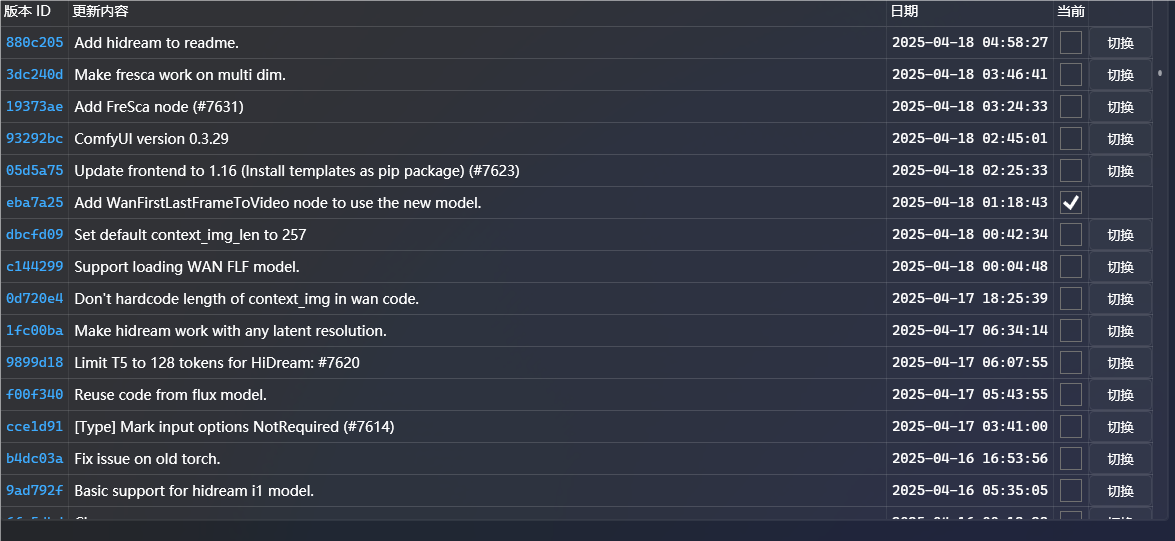 版本 ID 更新内容 日期 当前
880c205 Add hidream to readme. 2025-04-18 04:58:27 切换
3dc240d Make fresca work on multi dim. 2025-04-18 03:46:41 切换
19373ae Add FreSca node (#7631) 2025-04-18 03:24:33 切换
93292bc ComfyUI version 0.3.29 2025-04-18 02:45:01 切换
05d5a75 Update frontend to 1.16 (Install templates as pip package) (#7623) 2025-04-18 02:25:33 切换
eba7a25 Add WanFirstLastFrameToVideo node to use the new model. 2025-04-18 01:18:43
dbcfd09 Set default context_img_len to 257 2025-04-18 00:42:34 切换
c144299 Support loading WAN FLF model. 2025-04-18 00:04:48 切换
0d720e4 Don't hardcode length of context_img in wan code. 2025-04-17 18:25:39 切换
1fc00ba Make hidream work with any latent resolution. 2025-04-17 06:34:14 切换
9899d18 Limit T5 to 128 tokens for HiDream: #7620 2025-04-17 06:07:55 切换
f00f340 Reuse code from flux model. 2025-04-17 05:43:55 切换
cce1d91 [Type] Mark input options NotRequired (#7614) 2025-04-17 03:41:00 切换
b4dc03a Fix issue on old torch. 2025-04-16 16:53:56 切换
9ad792f Basic support for hidream i1 model. 2025-04-16 05:35:05 切换